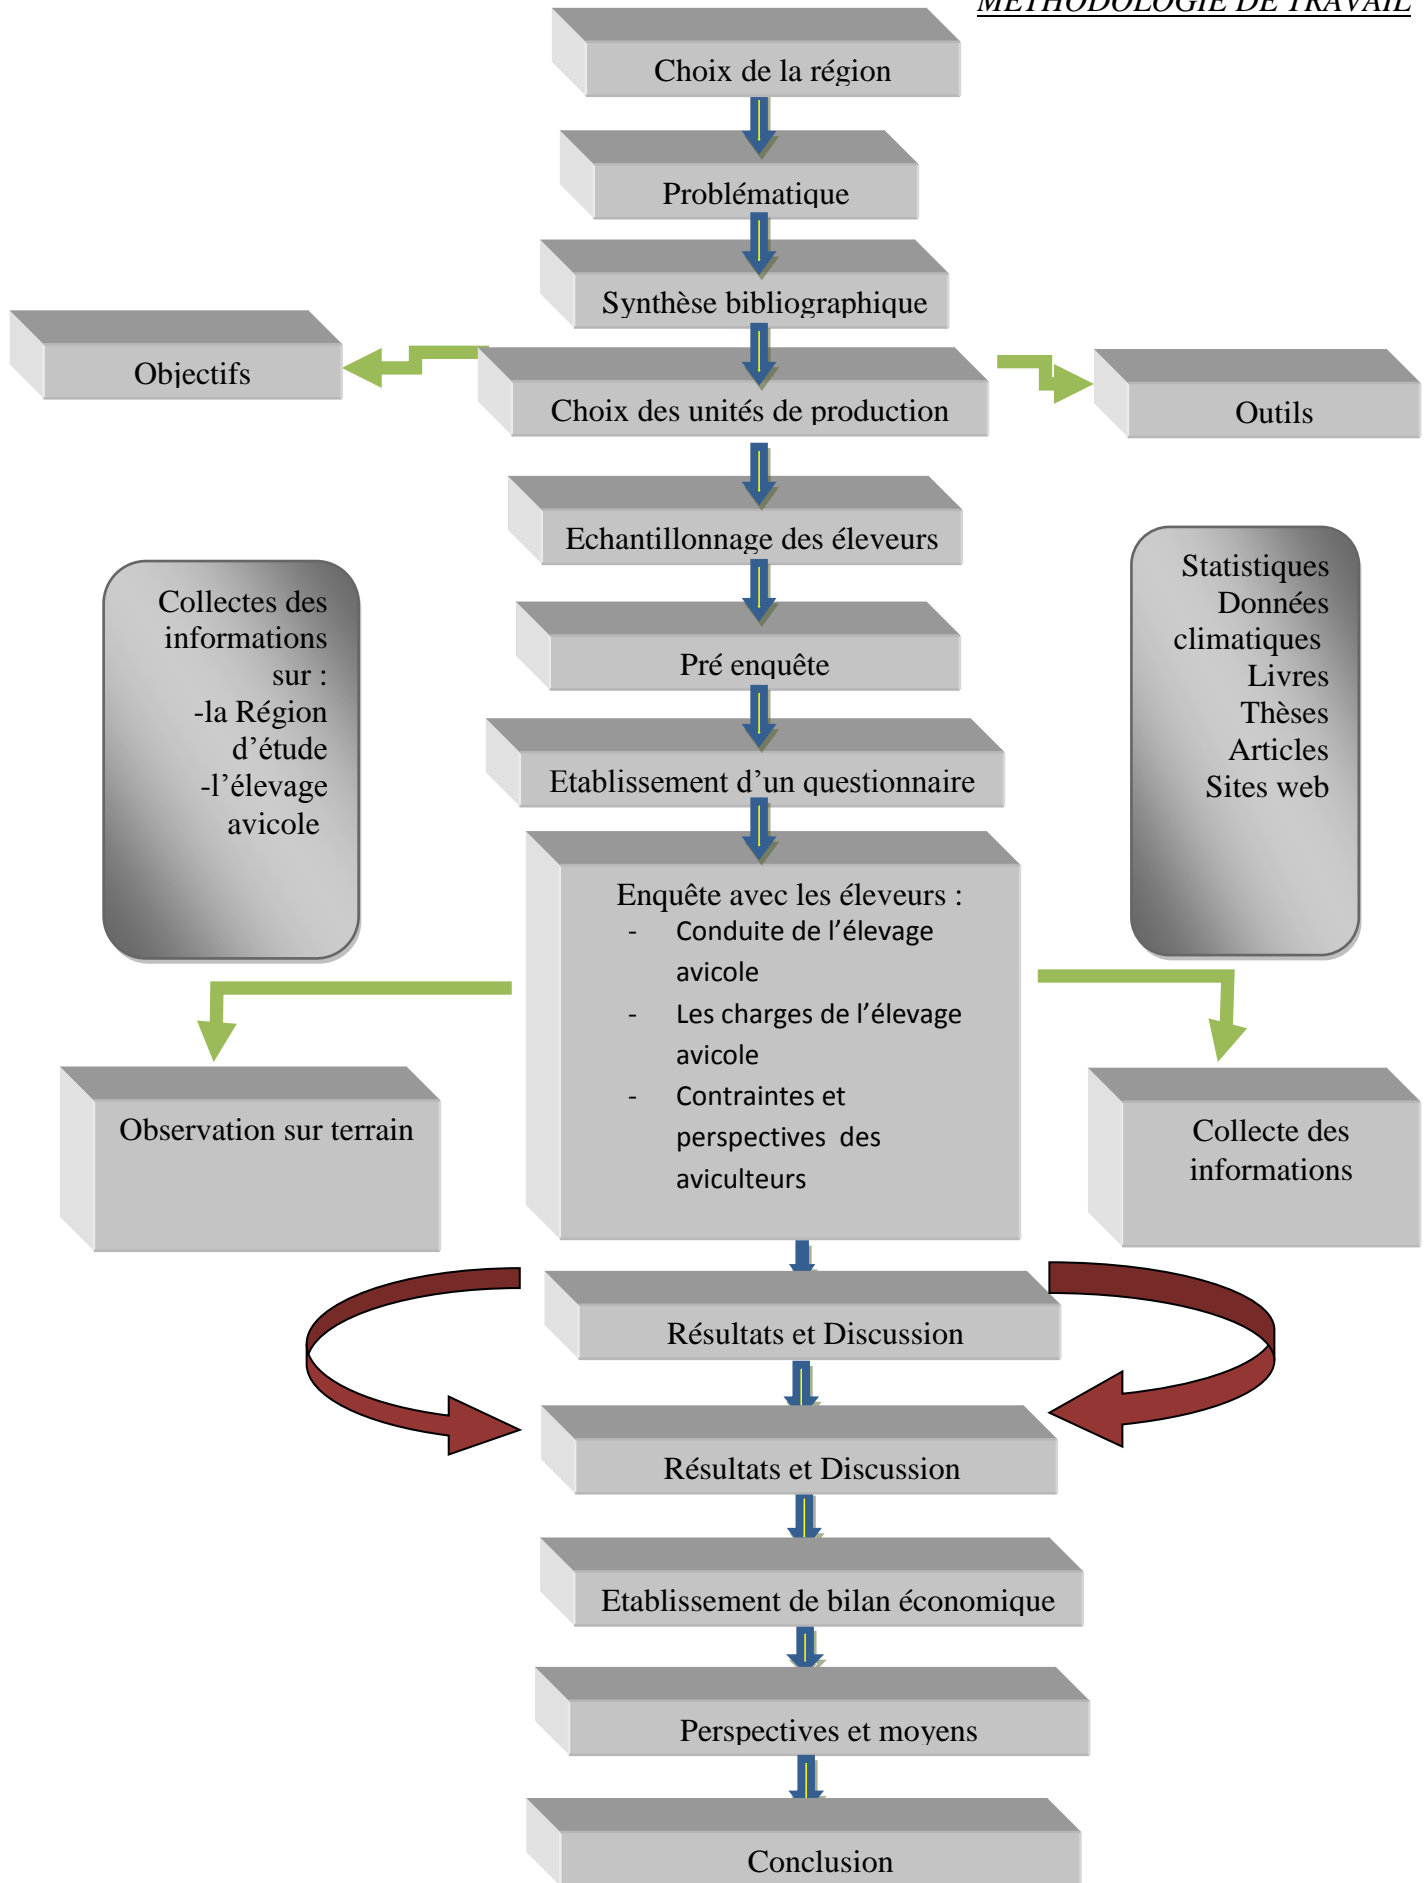 METHODOLOGIE DE TRAVAIL
Choix de la région
Problématique
Synthèse bibliographique
Objectifs
Choix des unités de production
Outils
Echantillonnage des éleveurs
Collectes des
informations
sur :
-la Région
d’étude
-l’élevage
avicole
Statistiques
Données
climatiques
Livres
Thèses
Articles
Sites web
Pré enquête
Etablissement d’un questionnaire
Enquête avec les éleveurs :
- Conduite de l’élevage
avicole
- Les charges de l’élevage
avicole
- Contraintes et
perspectives des
aviculteurs
Observation sur terrain
Collecte des
informations
Résultats et Discussion
Résultats et Discussion
Etablissement de bilan économique
Perspectives et moyens
Conclusion